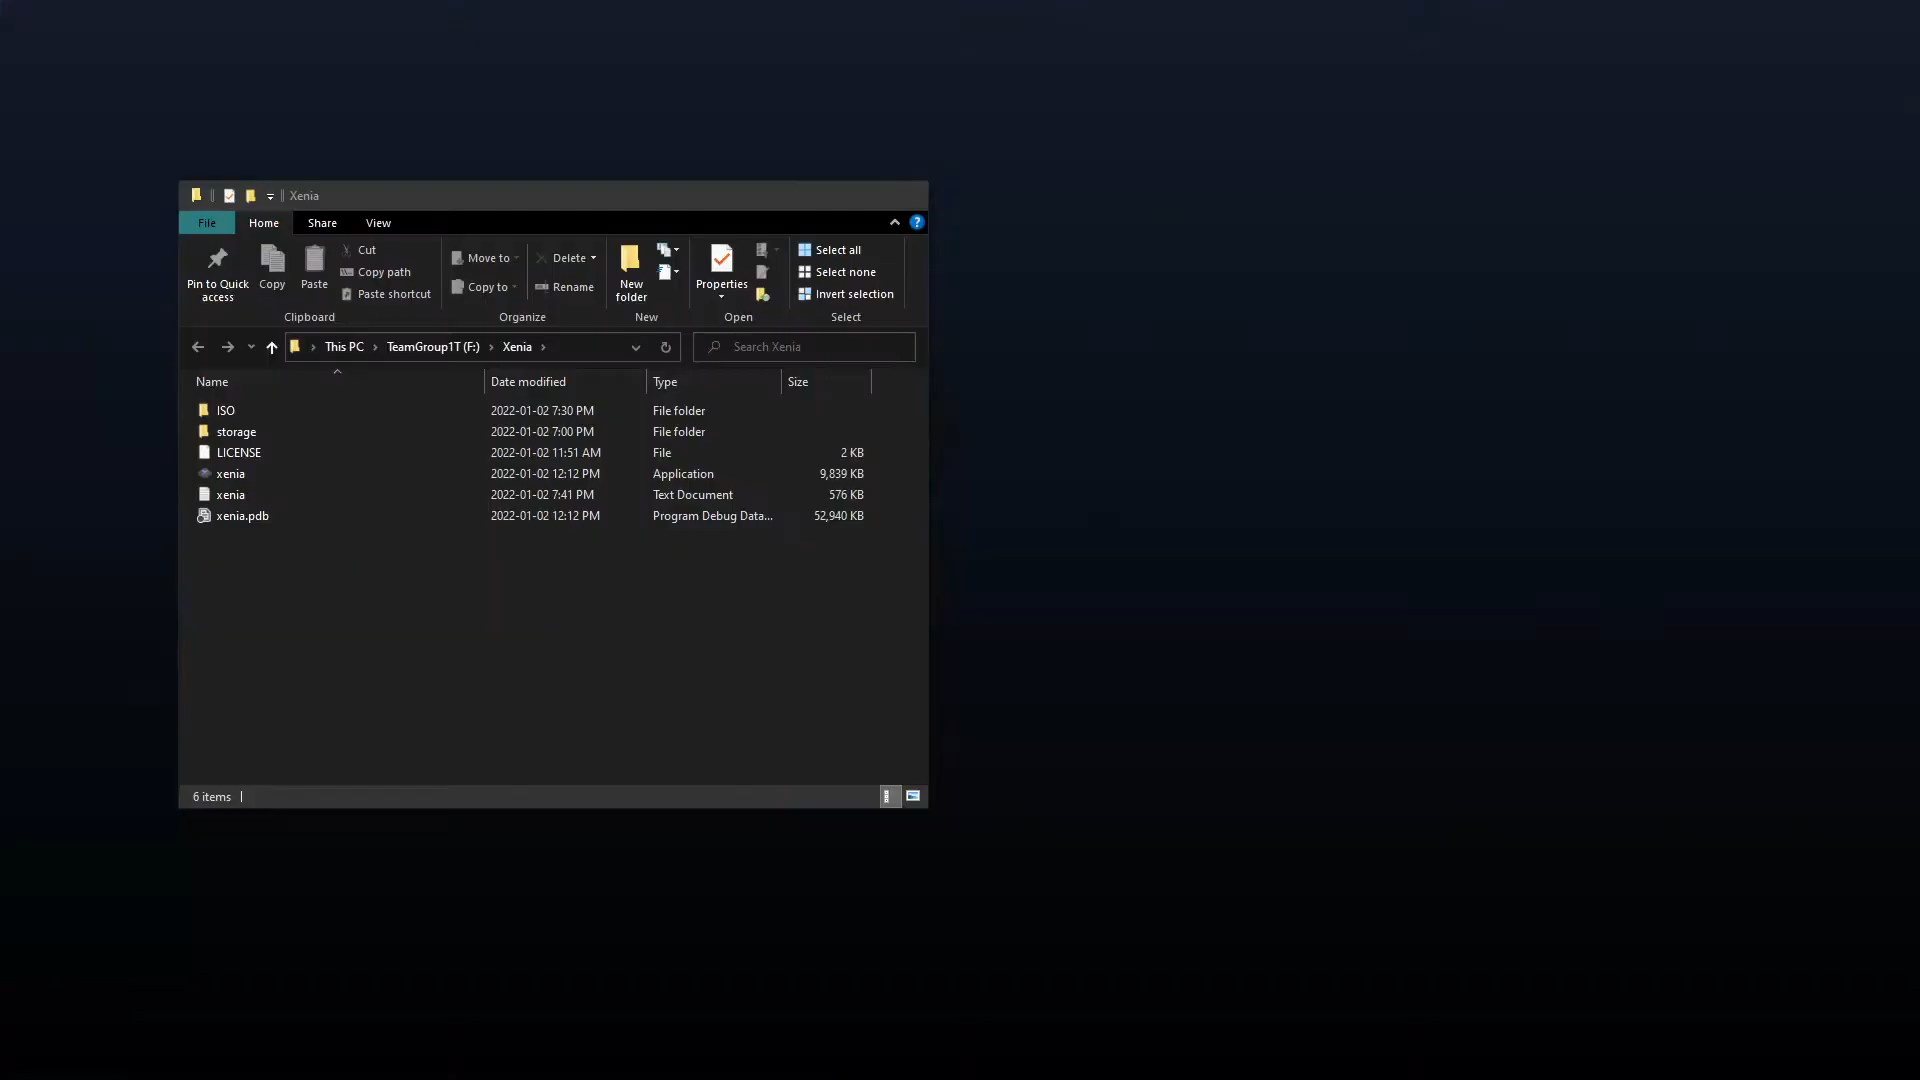 Xenia
File Home Share View
Pin to Quick access
Copy
Paste
Cut
Copy path
Paste shortcut
Clipboard
Move to
Copy to
Delete
Rename
Organize
New folder
New
Properties
Open
Select all
Select none
Invert selection
Select
This PC › TeamGroup1T (F:) › Xenia ›
Search Xenia
Name Date modified Type Size
ISO 2022-01-02 7:30 PM File folder
storage 2022-01-02 7:00 PM File folder
LICENSE 2022-01-02 11:51 AM File 2 KB
xenia 2022-01-02 12:12 PM Application 9,839 KB
xenia 2022-01-02 7:41 PM Text Document 576 KB
xenia.pdb 2022-01-02 12:12 PM Program Debug Data... 52,940 KB
6 items